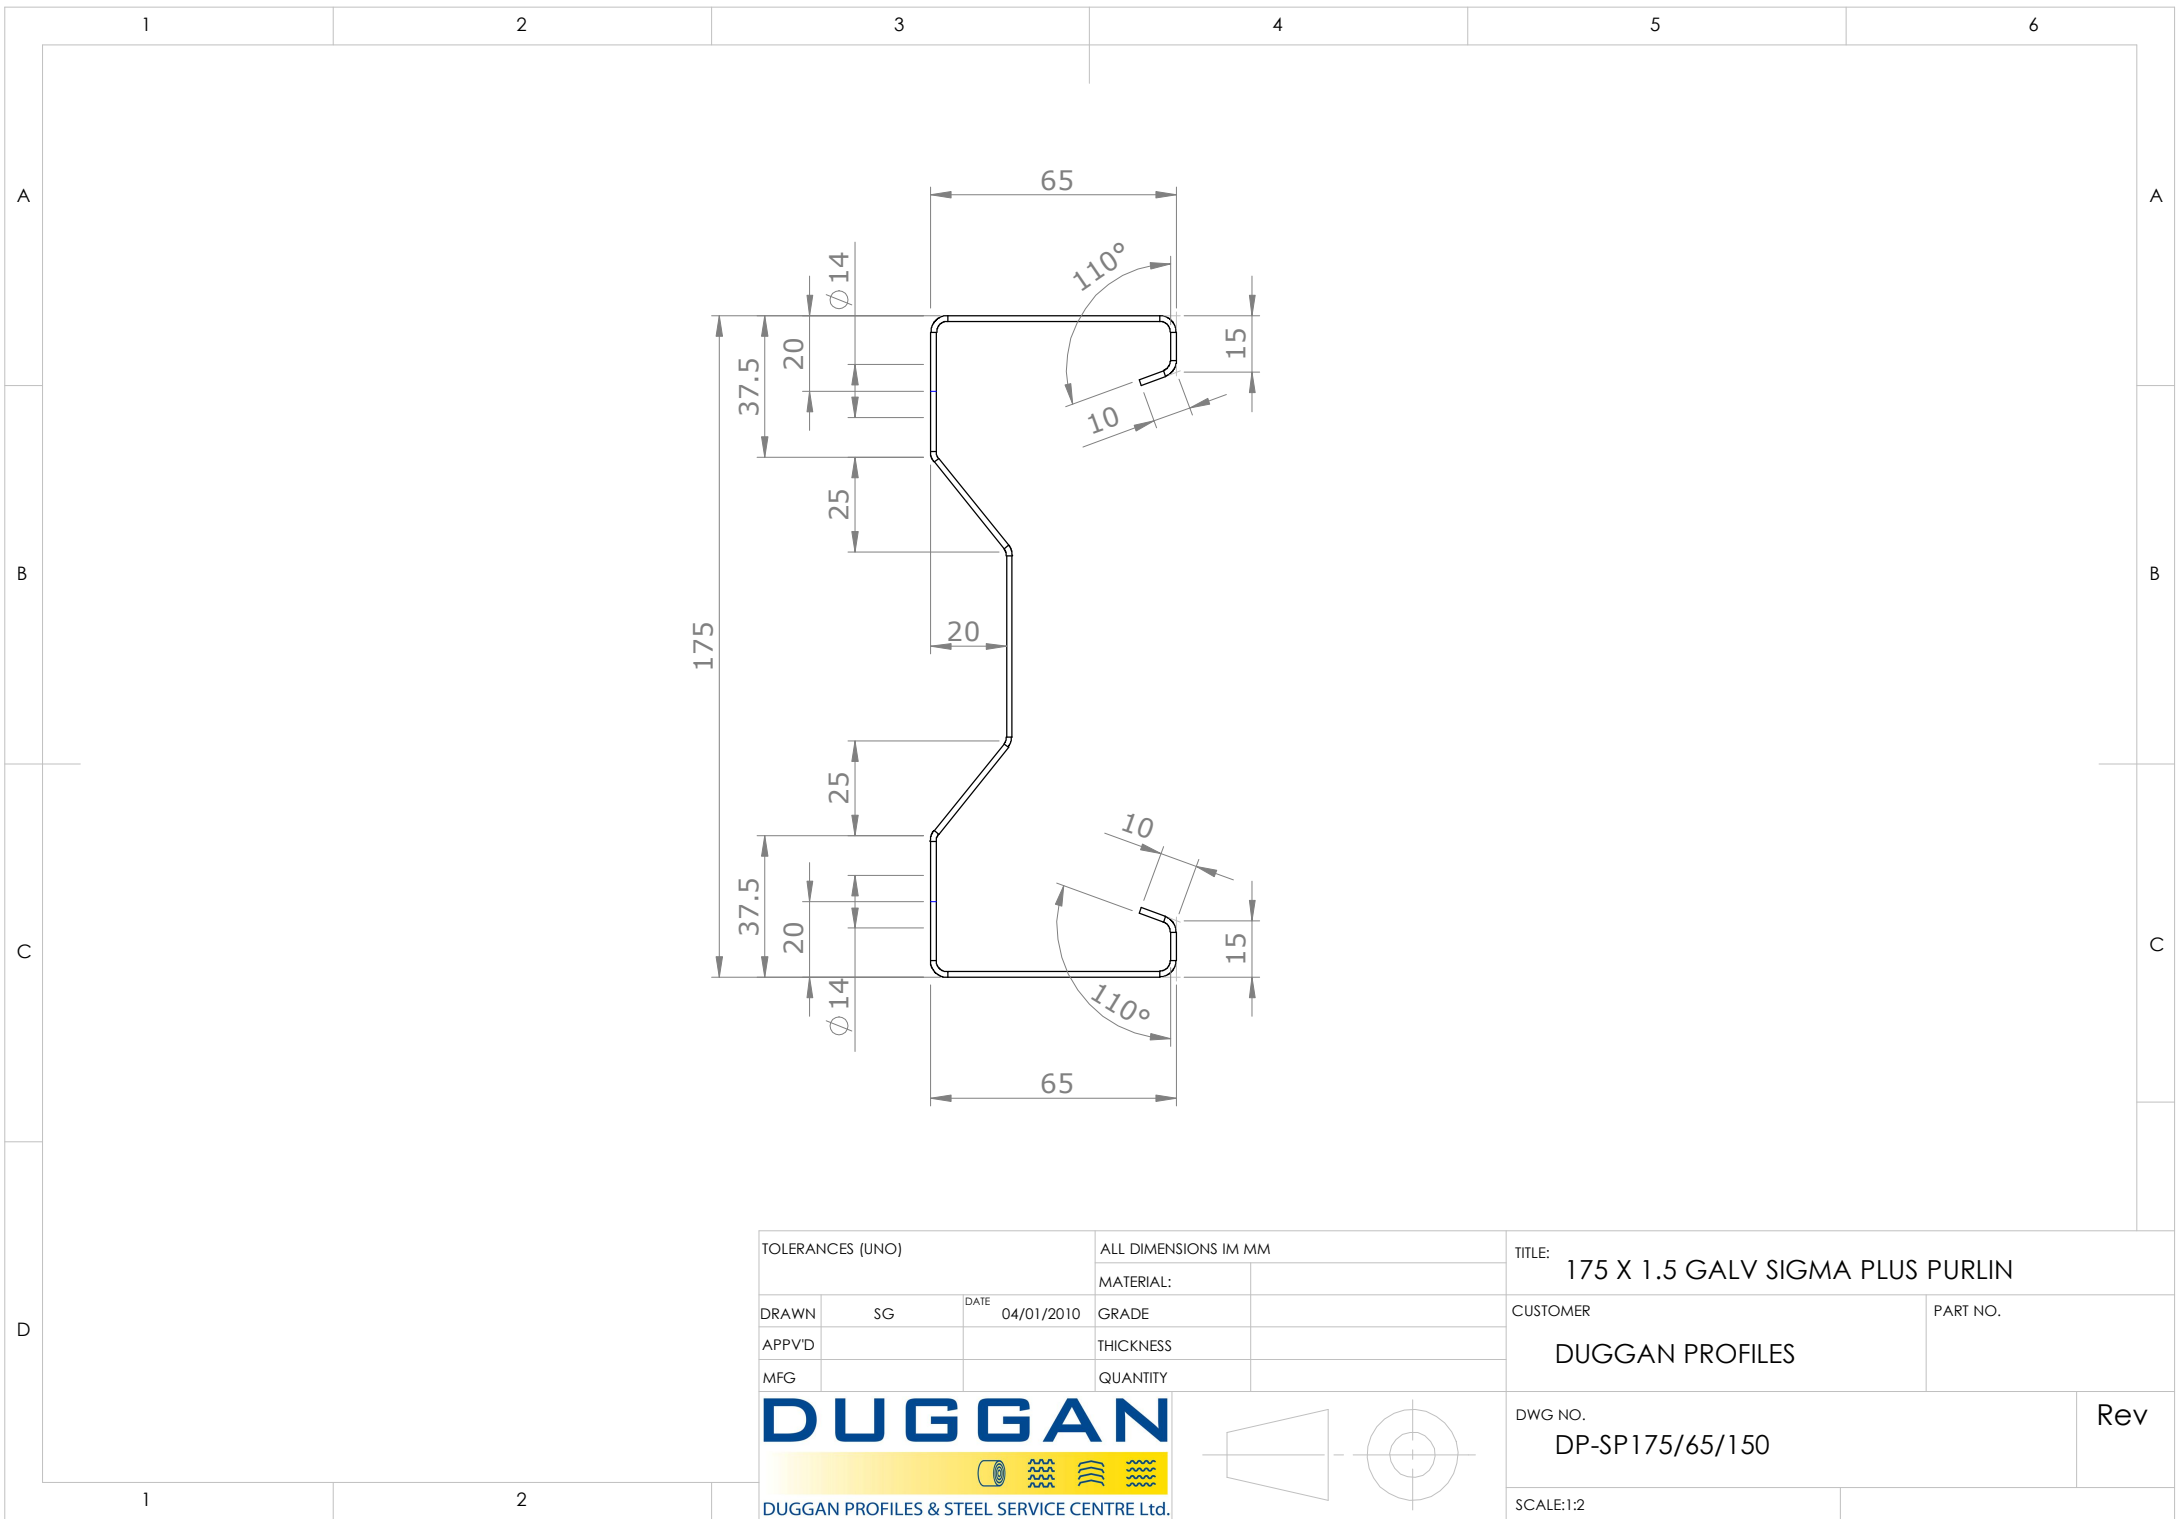 1 2 3 4 5 6
A A
B B
C C
D
65
110°
Ø 14
20
37.5
15
10
25
175
20
25
10
37.5
20
15
Ø 14
110°
65
TOLERANCES (UNO)
ALL DIMENSIONS IM MM
MATERIAL:
DRAWN SG DATE 04/01/2010 GRADE
APPV'D THICKNESS
MFG QUANTITY
TITLE: 175 X 1.5 GALV SIGMA PLUS PURLIN
CUSTOMER
DUGGAN PROFILES
PART NO.
DUGGAN
DUGGAN PROFILES & STEEL SERVICE CENTRE Ltd.
DWG NO.
DP-SP175/65/150
Rev
SCALE:1:2
1 2